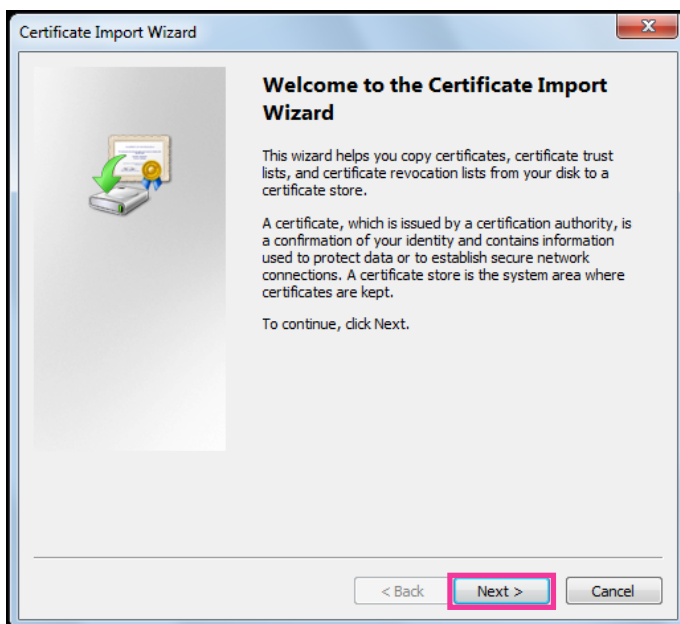 Certificate Import Wizard
x
Welcome to the Certificate Import
Wizard
This wizard helps you copy certificates, certificate trust
lists, and certificate revocation lists from your disk to a
certificate store.
A certificate, which is issued by a certification authority, is
a confirmation of your identity and contains information
used to protect data or to establish secure network
connections. A certificate store is the system area where
certificates are kept.
To continue, click Next.
< Back
Next >
Cancel